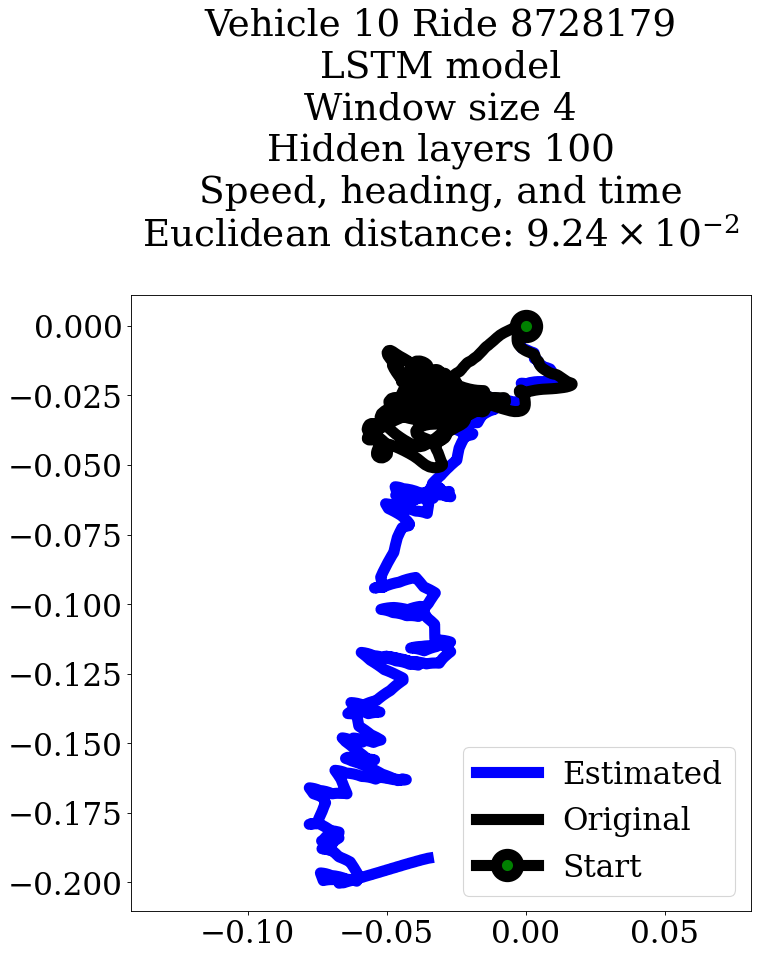 Vehicle 10 Ride 8728179
LSTM model
Window size 4
Hidden layers 100
Speed, heading, and time
Euclidean distance: 9.24 × 10⁻²
0.000
−0.025
−0.050
−0.075
−0.100
−0.125
−0.150
−0.175
−0.200
Estimated
Original
Start
−0.10 −0.05 0.00 0.05